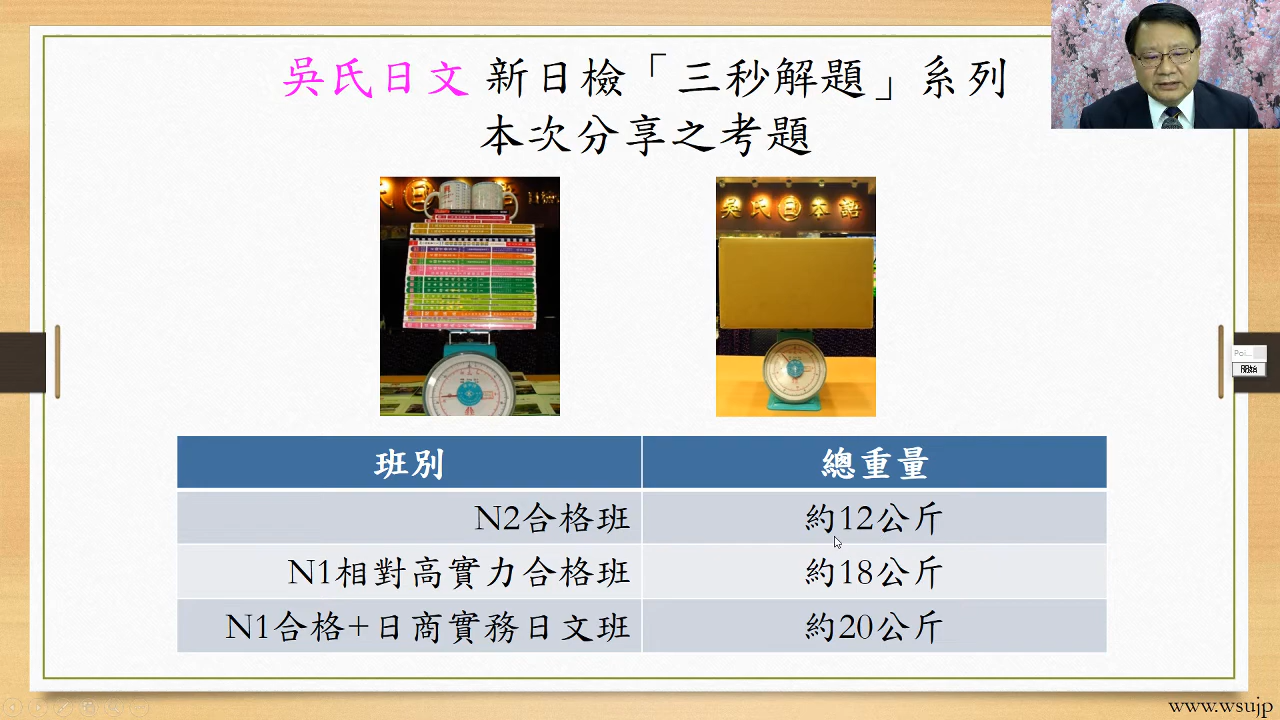 吳氏日文 新日檢「三秒解題」系列
本次分享之考題
吳氏日本語
班別 總重量
N2合格班 約12公斤
N1相對高實力合格班 約18公斤
N1合格+日商實務日文班 約20公斤
Poi...
開始
www.wsujp